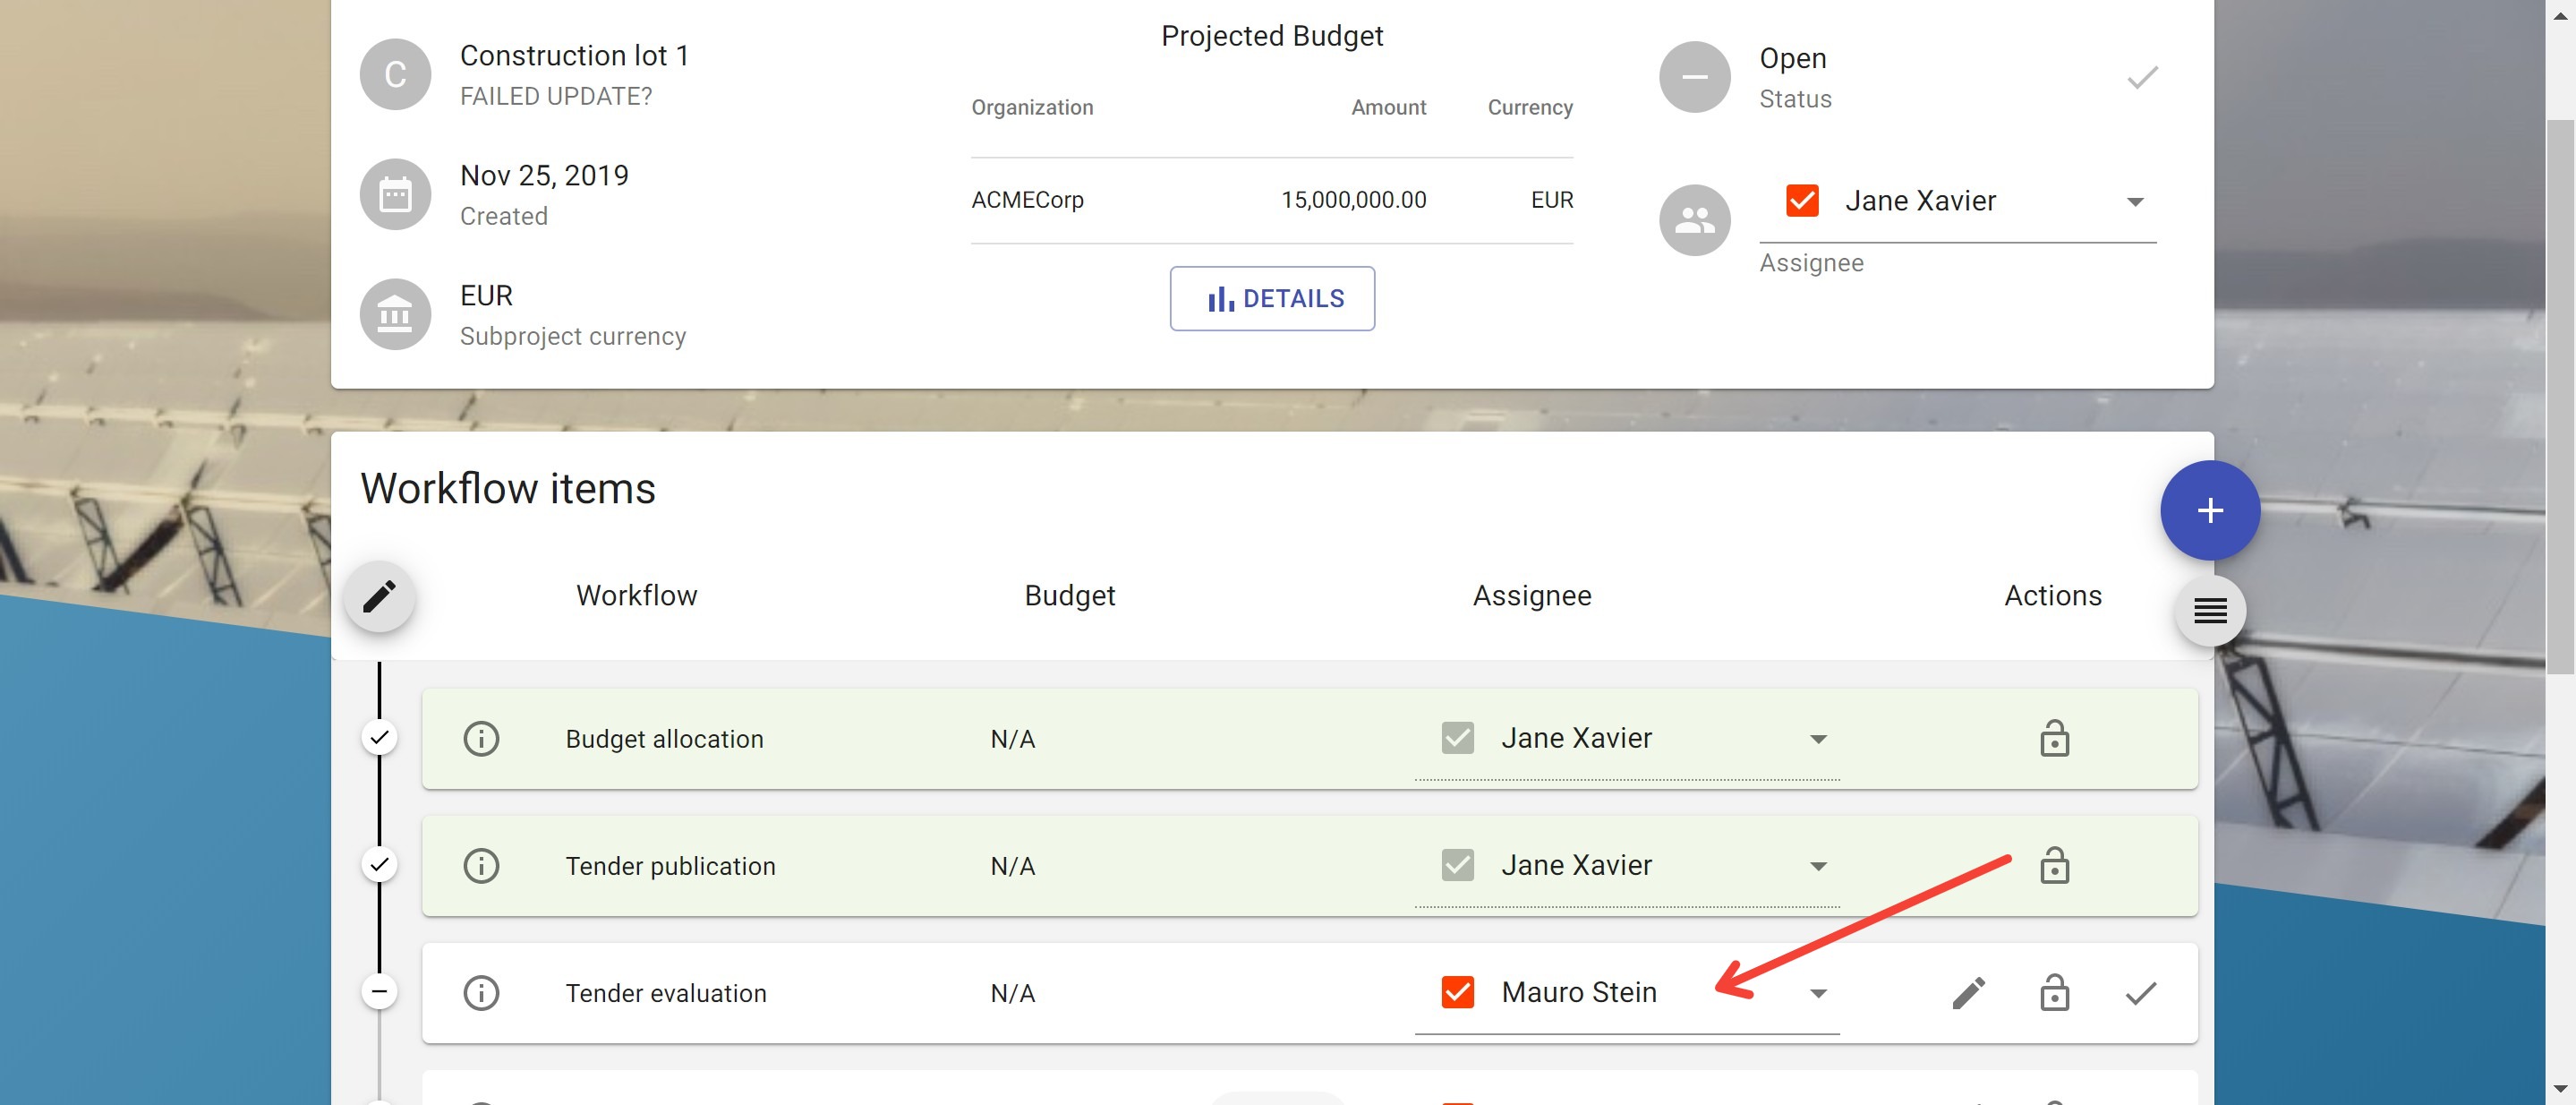 Construction lot 1
FAILED UPDATE?
Nov 25, 2019
Created
EUR
Subproject currency
Projected Budget
Organization Amount Currency
ACMECorp 15,000,000.00 EUR
DETAILS
Open
Status
Jane Xavier
Assignee
C
Workflow items
Workflow Budget Assignee Actions
Budget allocation N/A Jane Xavier
Tender publication N/A Jane Xavier
Tender evaluation N/A Mauro Stein